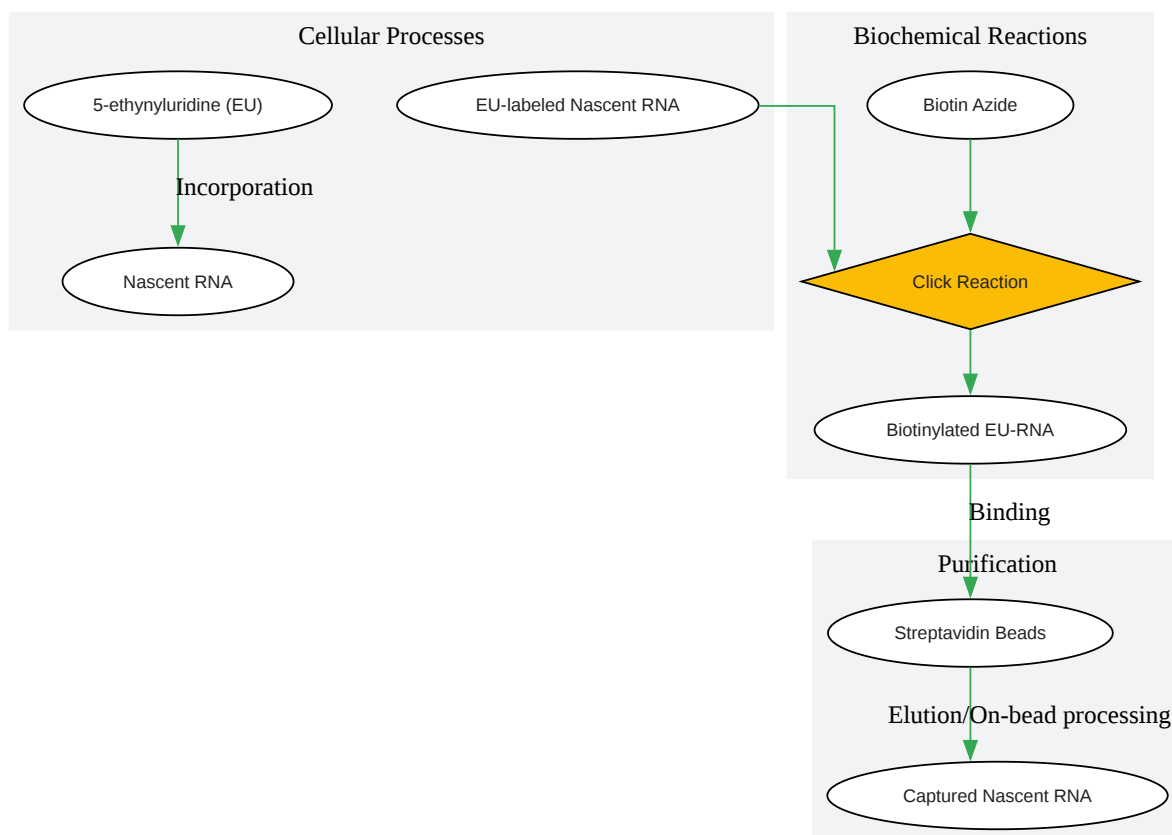 Cellular Processes
Biochemical Reactions
5-ethynyluridine (EU)
EU-labeled Nascent RNA
Biotin Azide
Incorporation
Nascent RNA
Click Reaction
Biotinylated EU-RNA
Binding
Purification
Streptavidin Beads
Elution/On-bead processing
Captured Nascent RNA